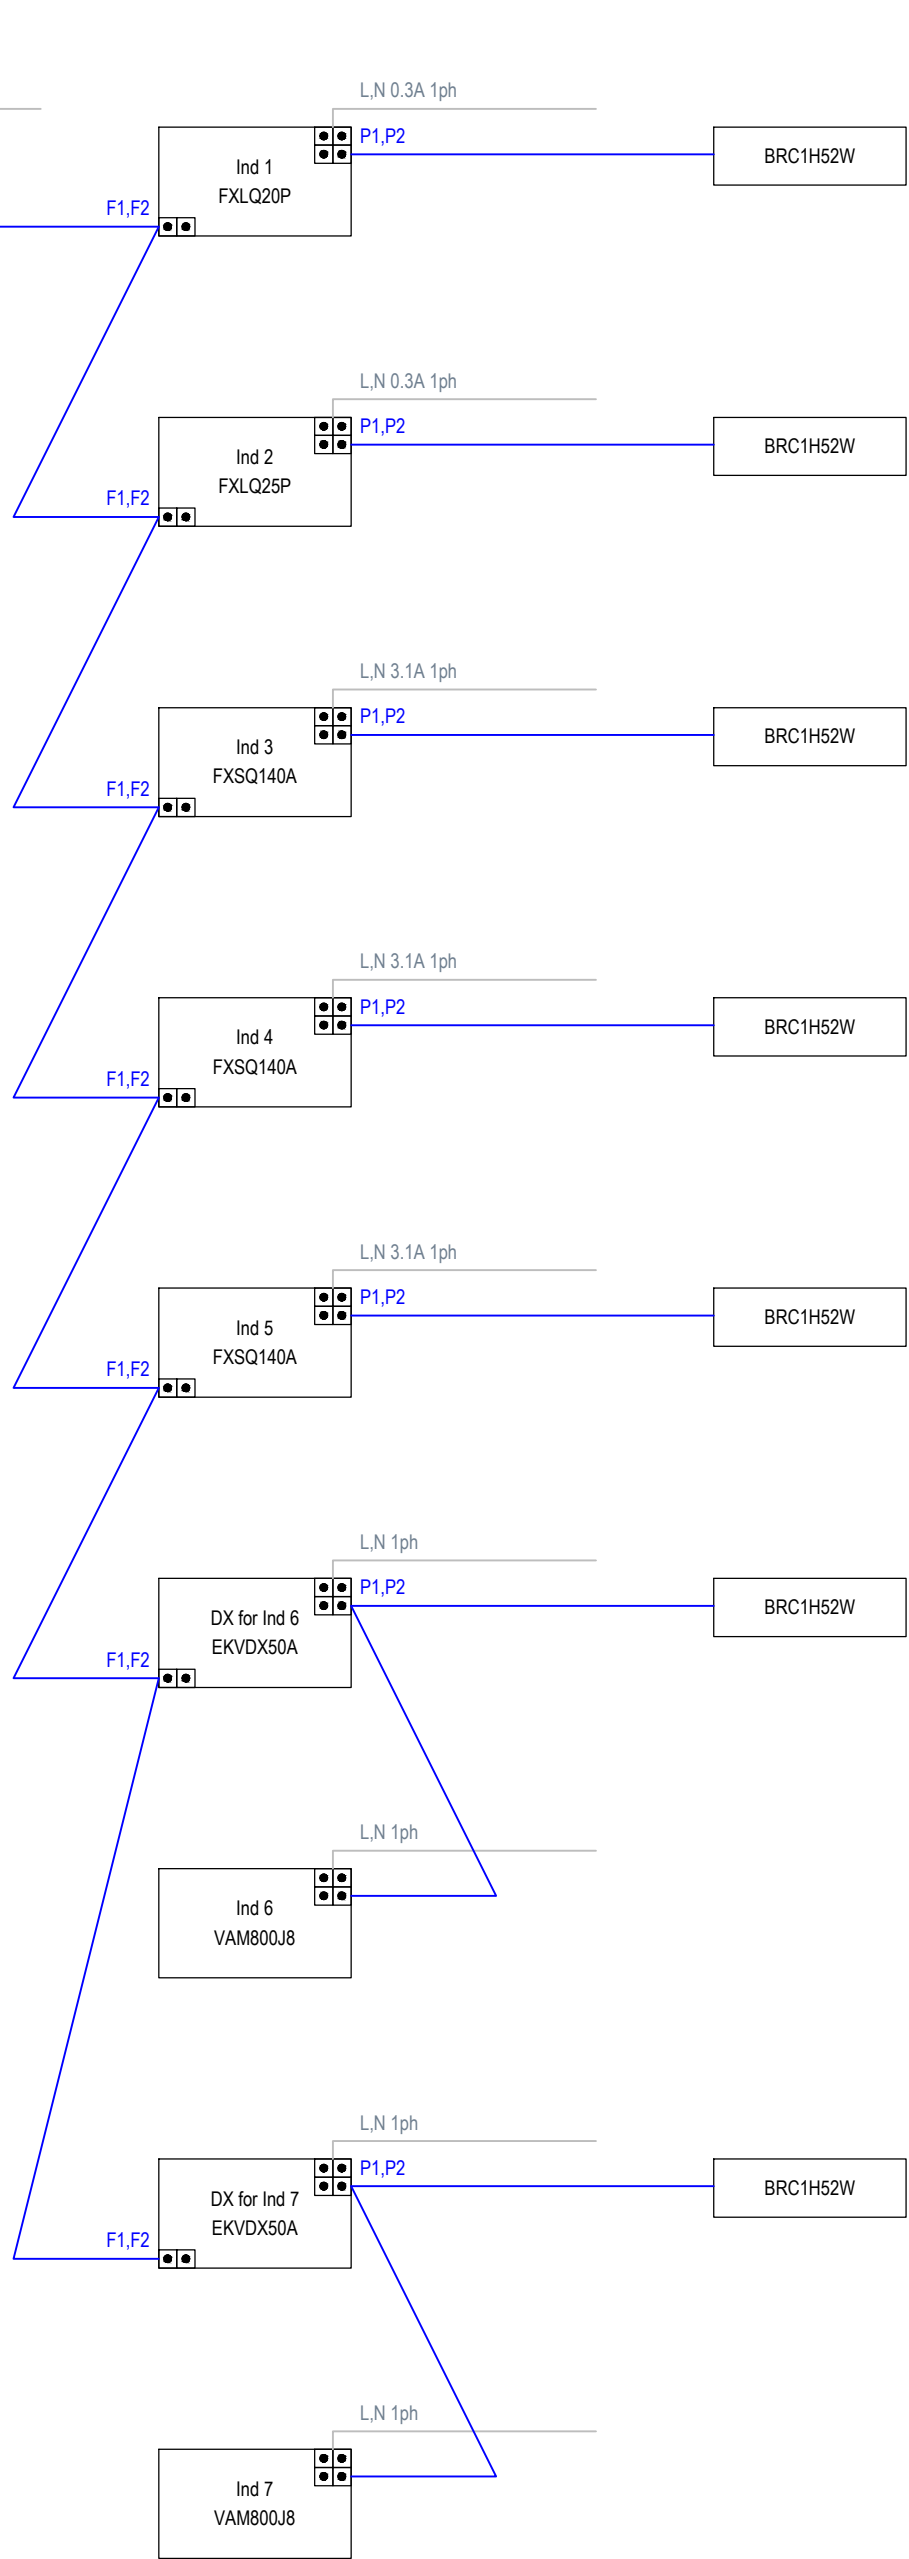 L,N 0.3A 1ph
P1,P2
Ind 1
FXLQ20P
BRC1H52W
F1,F2
L,N 0.3A 1ph
P1,P2
Ind 2
FXLQ25P
BRC1H52W
F1,F2
L,N 3.1A 1ph
P1,P2
Ind 3
FXSQ140A
BRC1H52W
F1,F2
L,N 3.1A 1ph
P1,P2
Ind 4
FXSQ140A
BRC1H52W
F1,F2
L,N 3.1A 1ph
P1,P2
Ind 5
FXSQ140A
BRC1H52W
F1,F2
L,N 1ph
P1,P2
DX for Ind 6
EKVDX50A
BRC1H52W
F1,F2
L,N 1ph
Ind 6
VAM800J8
L,N 1ph
P1,P2
DX for Ind 7
EKVDX50A
BRC1H52W
F1,F2
L,N 1ph
Ind 7
VAM800J8